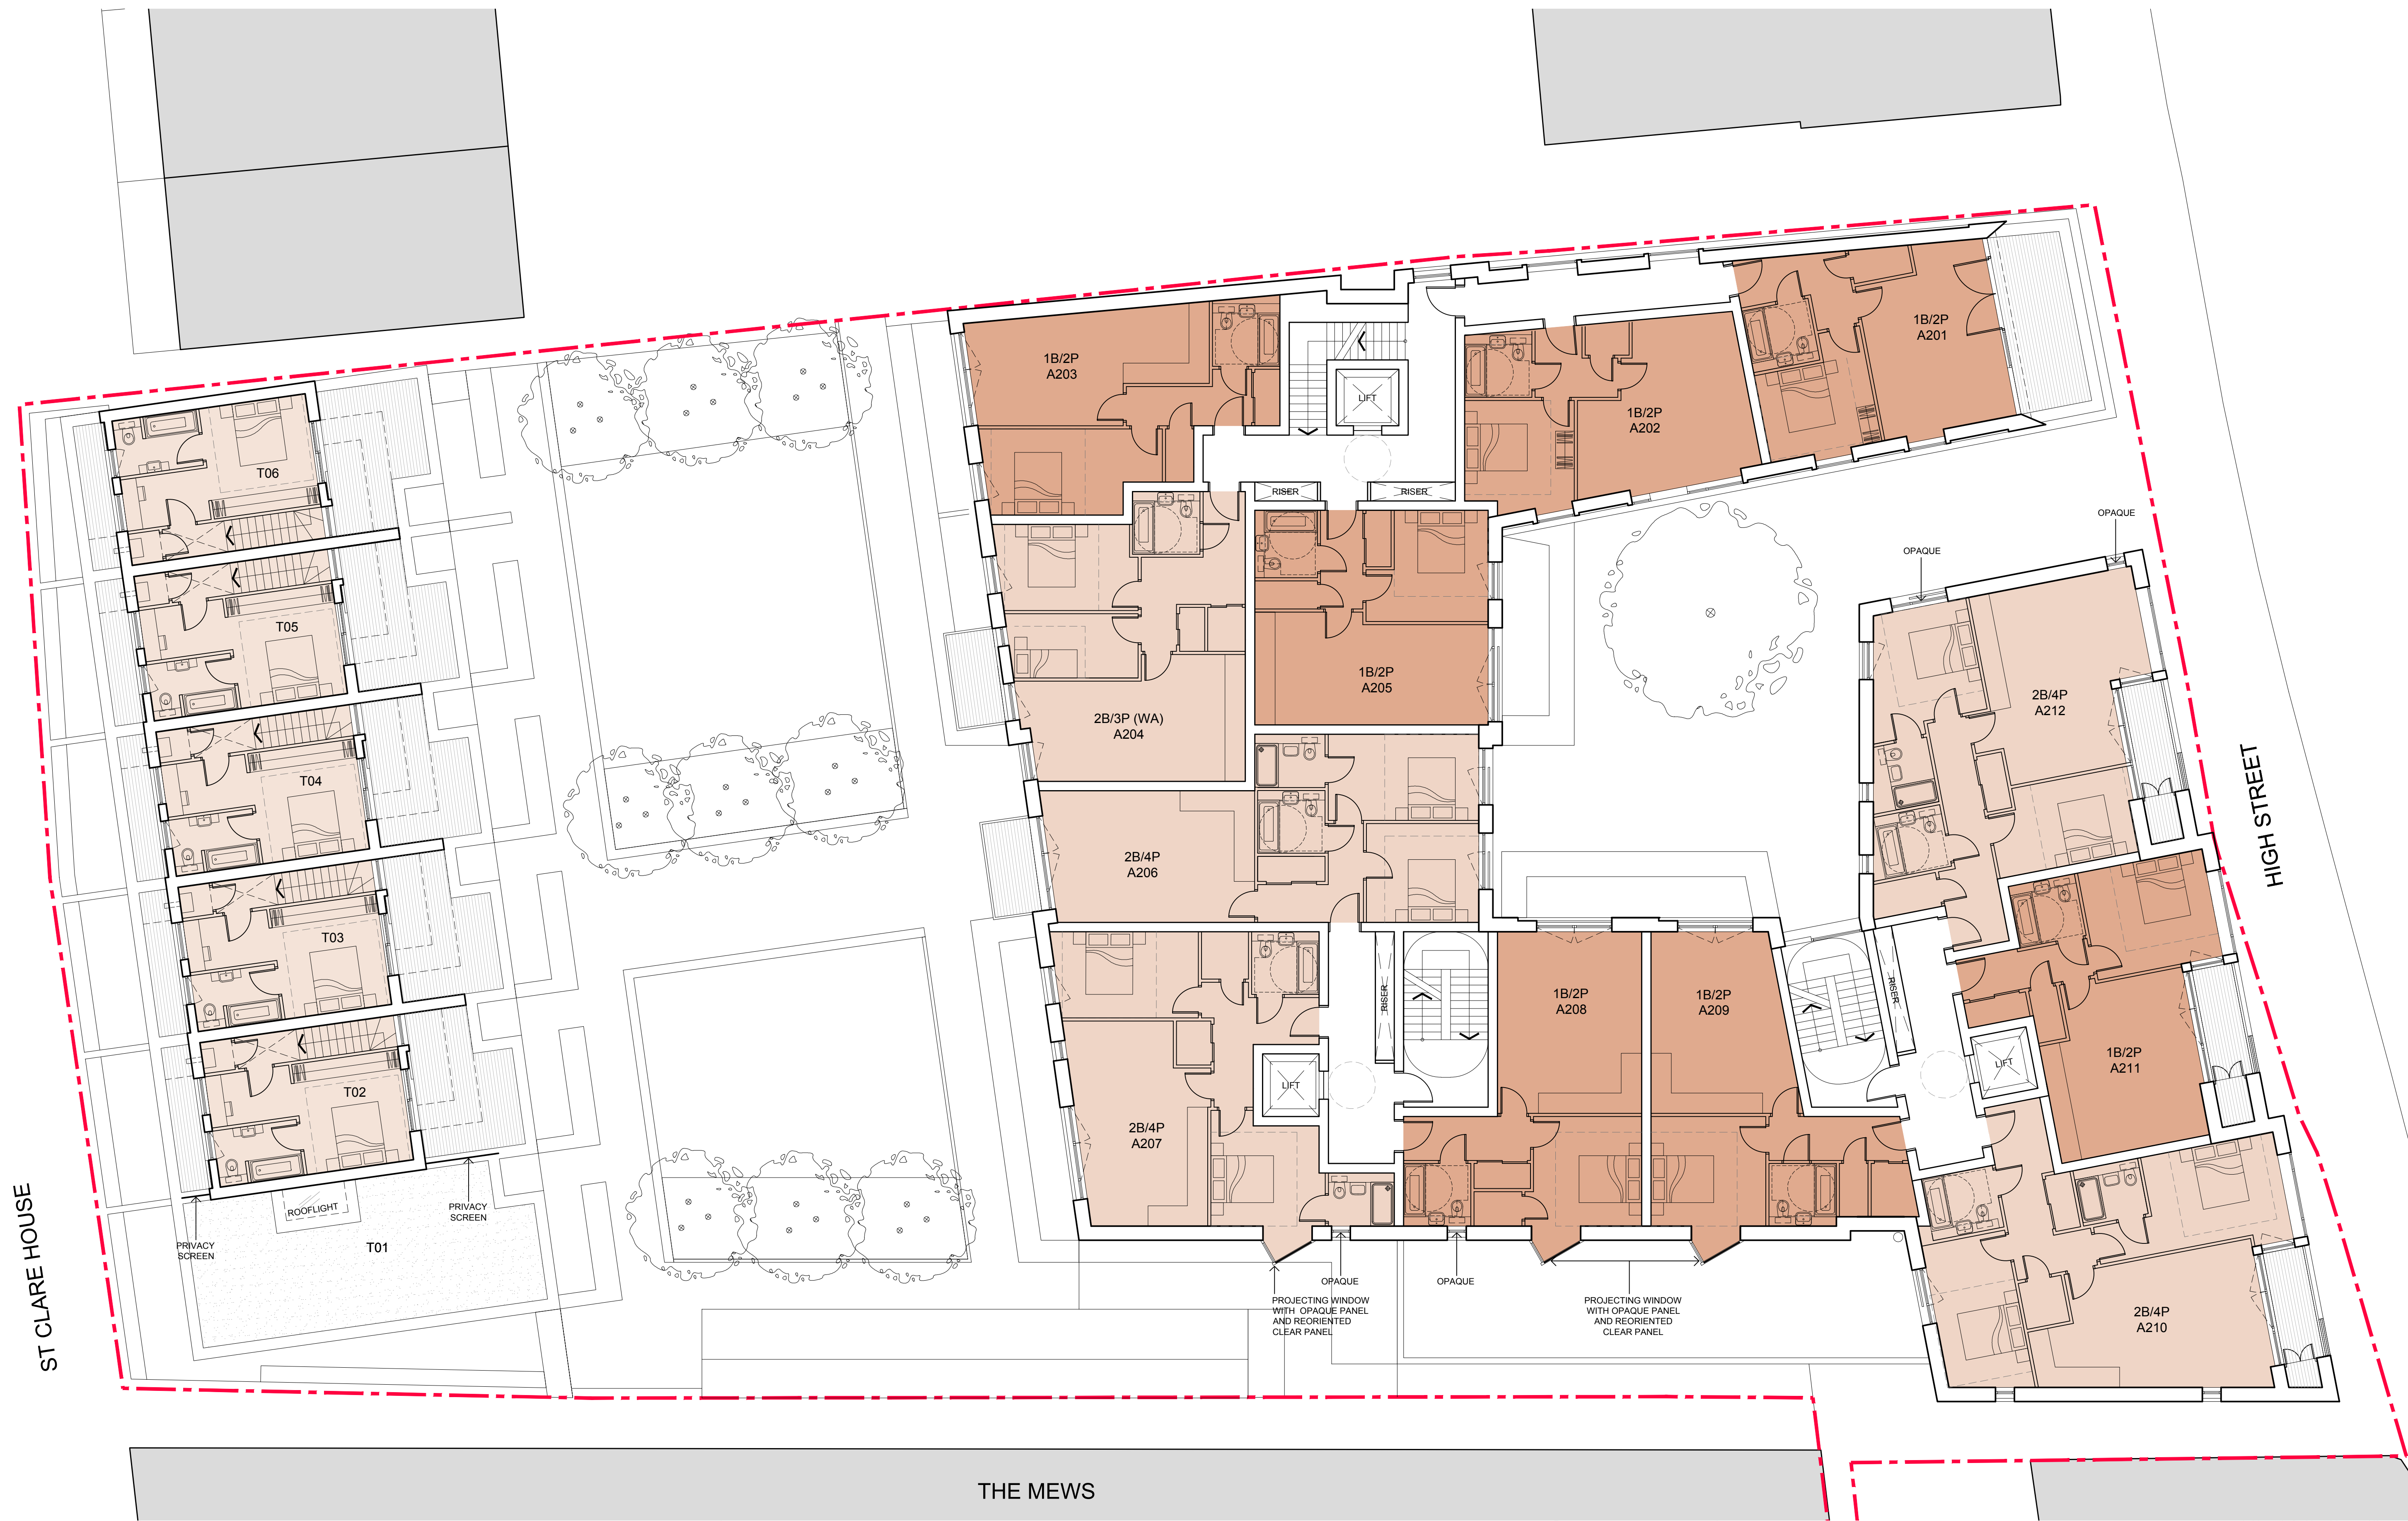 1B/2P
A201
1B/2P
A203
LIFT
1B/2P
A202
T06
RISER
RISER
OPAQUE
OPAQUE
T05
1B/2P
A205
2B/4P
A212
2B/3P (WA)
A204
T04
HIGH STREET
2B/4P
A206
T03
RISER
RISER
1B/2P
A208
1B/2P
A209
1B/2P
A211
LIFT
LIFT
T02
2B/4P
A207
ST CLARE HOUSE
ROOFLIGHT
PRIVACY
SCREEN
PRIVACY
SCREEN
T01
OPAQUE
OPAQUE
PROJECTING WINDOW
WITH OPAQUE PANEL
AND REORIENTED
CLEAR PANEL
PROJECTING WINDOW
WITH OPAQUE PANEL
AND REORIENTED
CLEAR PANEL
2B/4P
A210
THE MEWS